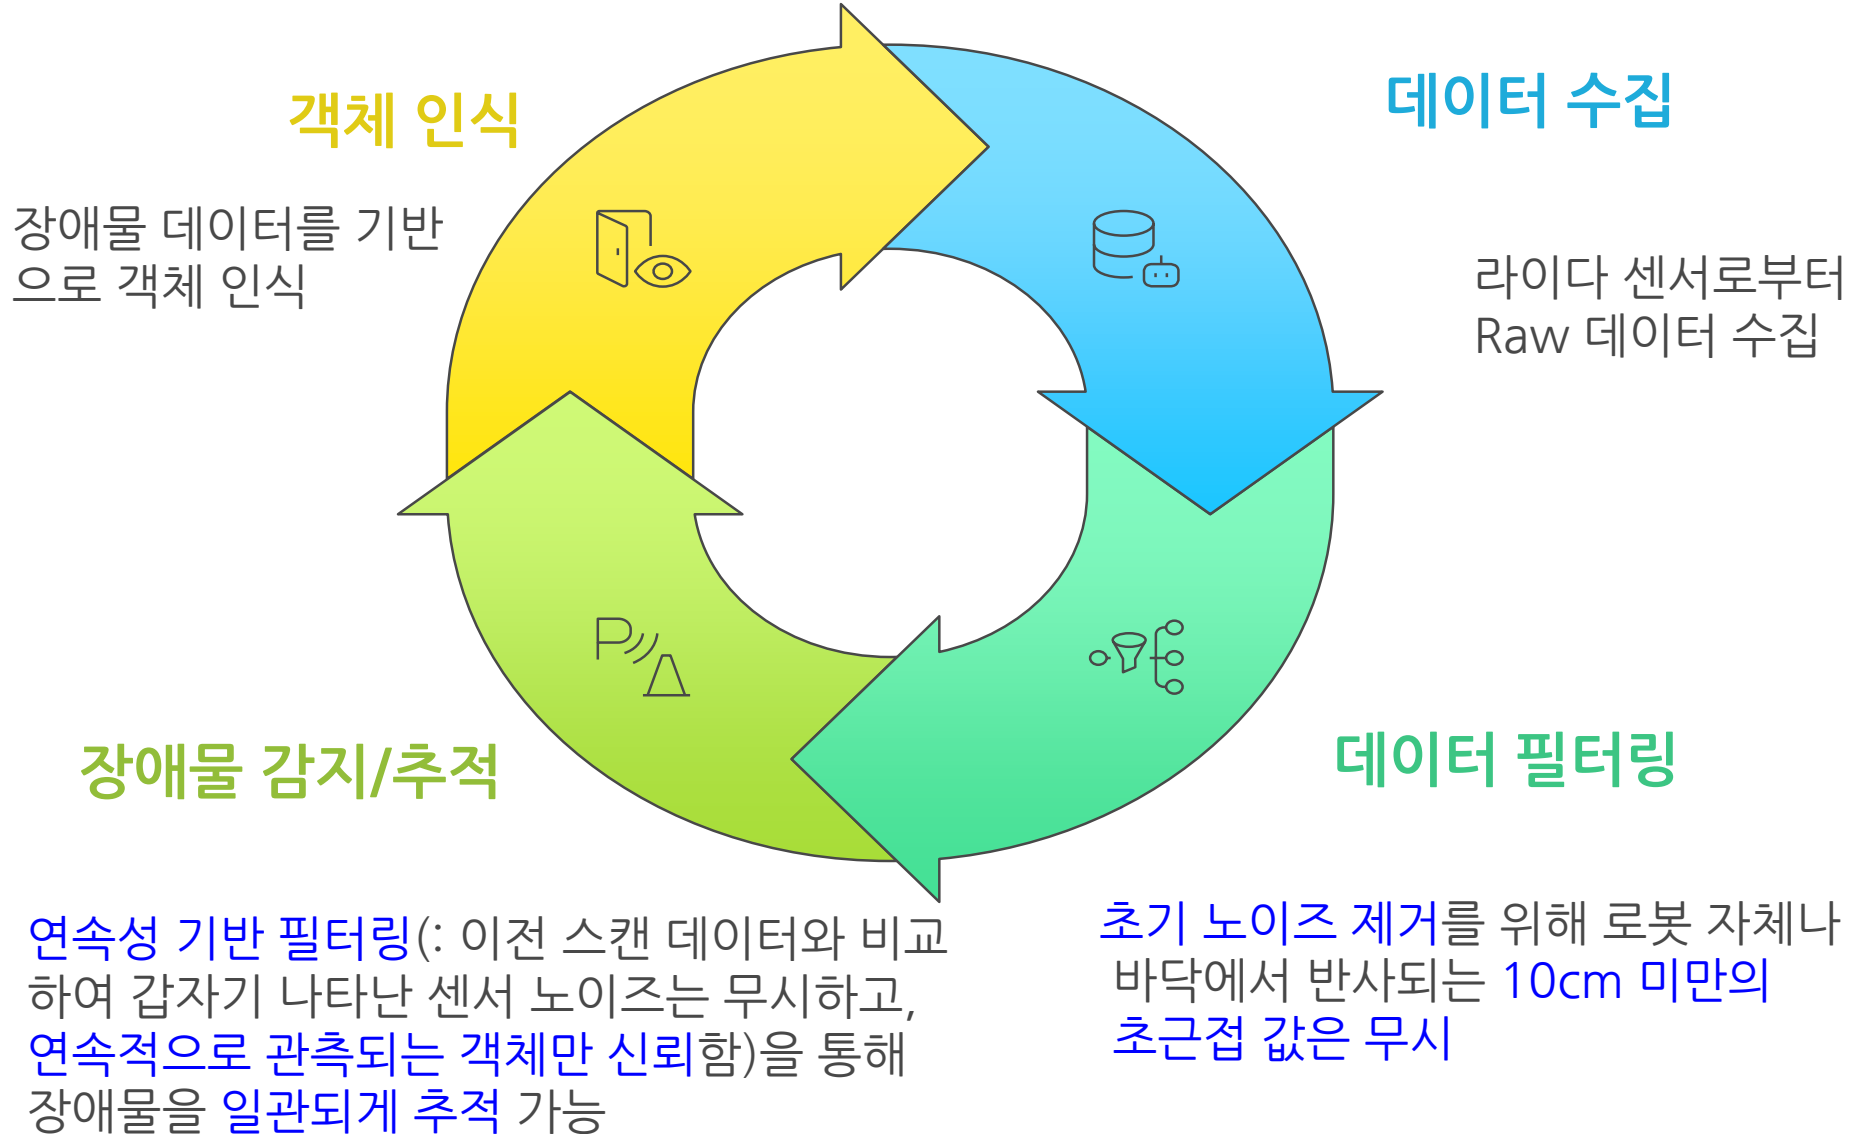 객체 인식
장애물 데이터를 기반
으로 객체 인식
데이터 수집
라이다 센서로부터
Raw 데이터 수집
장애물 감지/추적
연속성 기반 필터링(: 이전 스캔 데이터와 비교
하여 갑자기 나타난 센서 노이즈는 무시하고,
연속적으로 관측되는 객체만 신뢰함)을 통해
장애물을 일관되게 추적 가능
데이터 필터링
초기 노이즈 제거를 위해 로봇 자체나
바닥에서 반사되는 10cm 미만의
초근접 값은 무시
P